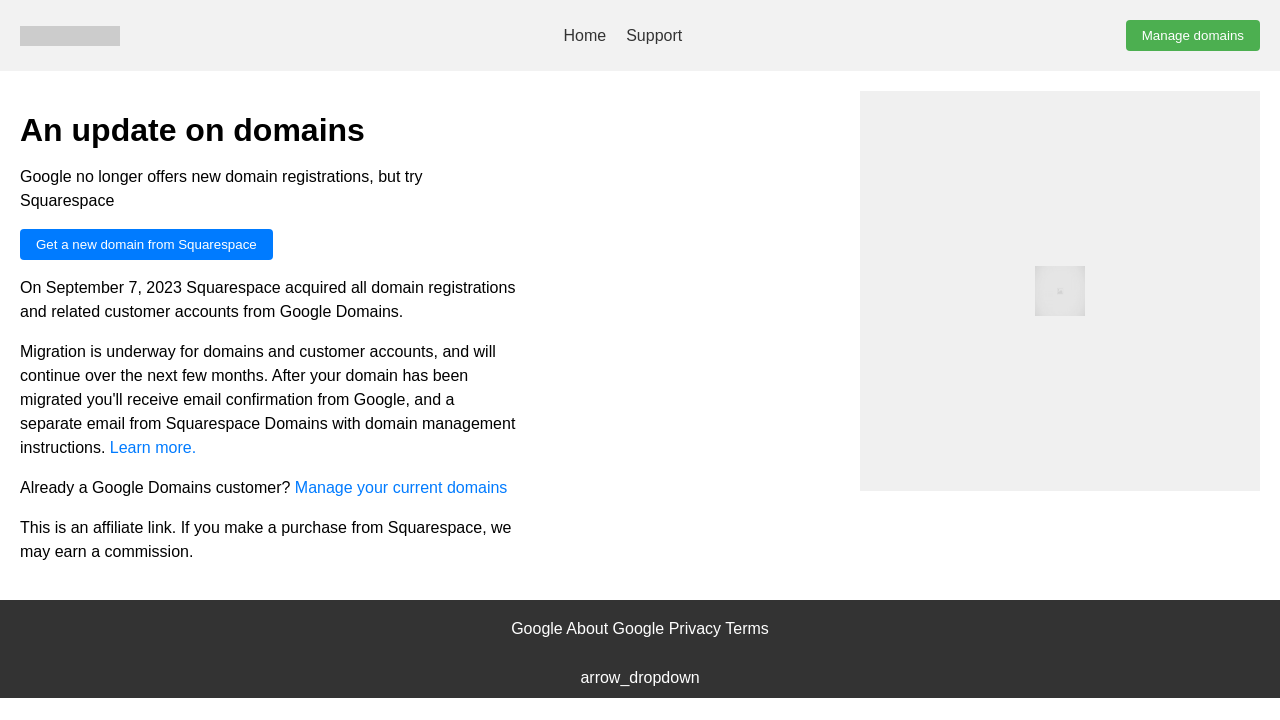 Home Support
Manage domains
An update on domains
Google no longer offers new domain registrations, but try
Squarespace
Get a new domain from Squarespace
On September 7, 2023 Squarespace acquired all domain registrations
and related customer accounts from Google Domains.
Migration is underway for domains and customer accounts, and will
continue over the next few months. After your domain has been
migrated you'll receive email confirmation from Google, and a
separate email from Squarespace Domains with domain management
instructions. Learn more.
Already a Google Domains customer? Manage your current domains
This is an affiliate link. If you make a purchase from Squarespace, we
may earn a commission.
Google About Google Privacy Terms
arrow_dropdown